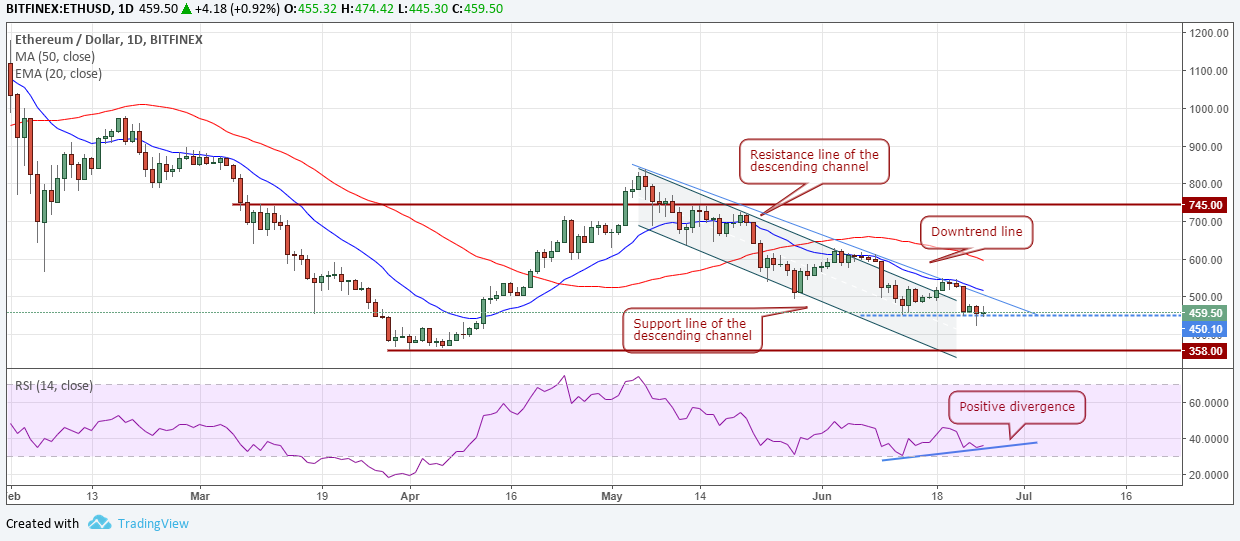 BITFINEX:ETHUSD, 1D 459.50 ▲ +4.18 (+0.92%) O:455.32 H:474.42 L:445.30 C:459.50
Ethereum / Dollar, 1D, BITFINEX
MA (50, close)
EMA (20, close)
1200.00
1100.00
1000.00
900.00
800.00
745.00
700.00
600.00
500.00
459.50
450.10
358.00
Resistance line of the
descending channel
Downtrend line
Support line of the
descending channel
RSI (14, close)
Positive divergence
60.0000
40.0000
20.0000
eb 13 Mar 19 Apr 16 May 14 Jun 18 Jul 16
Created with TradingView